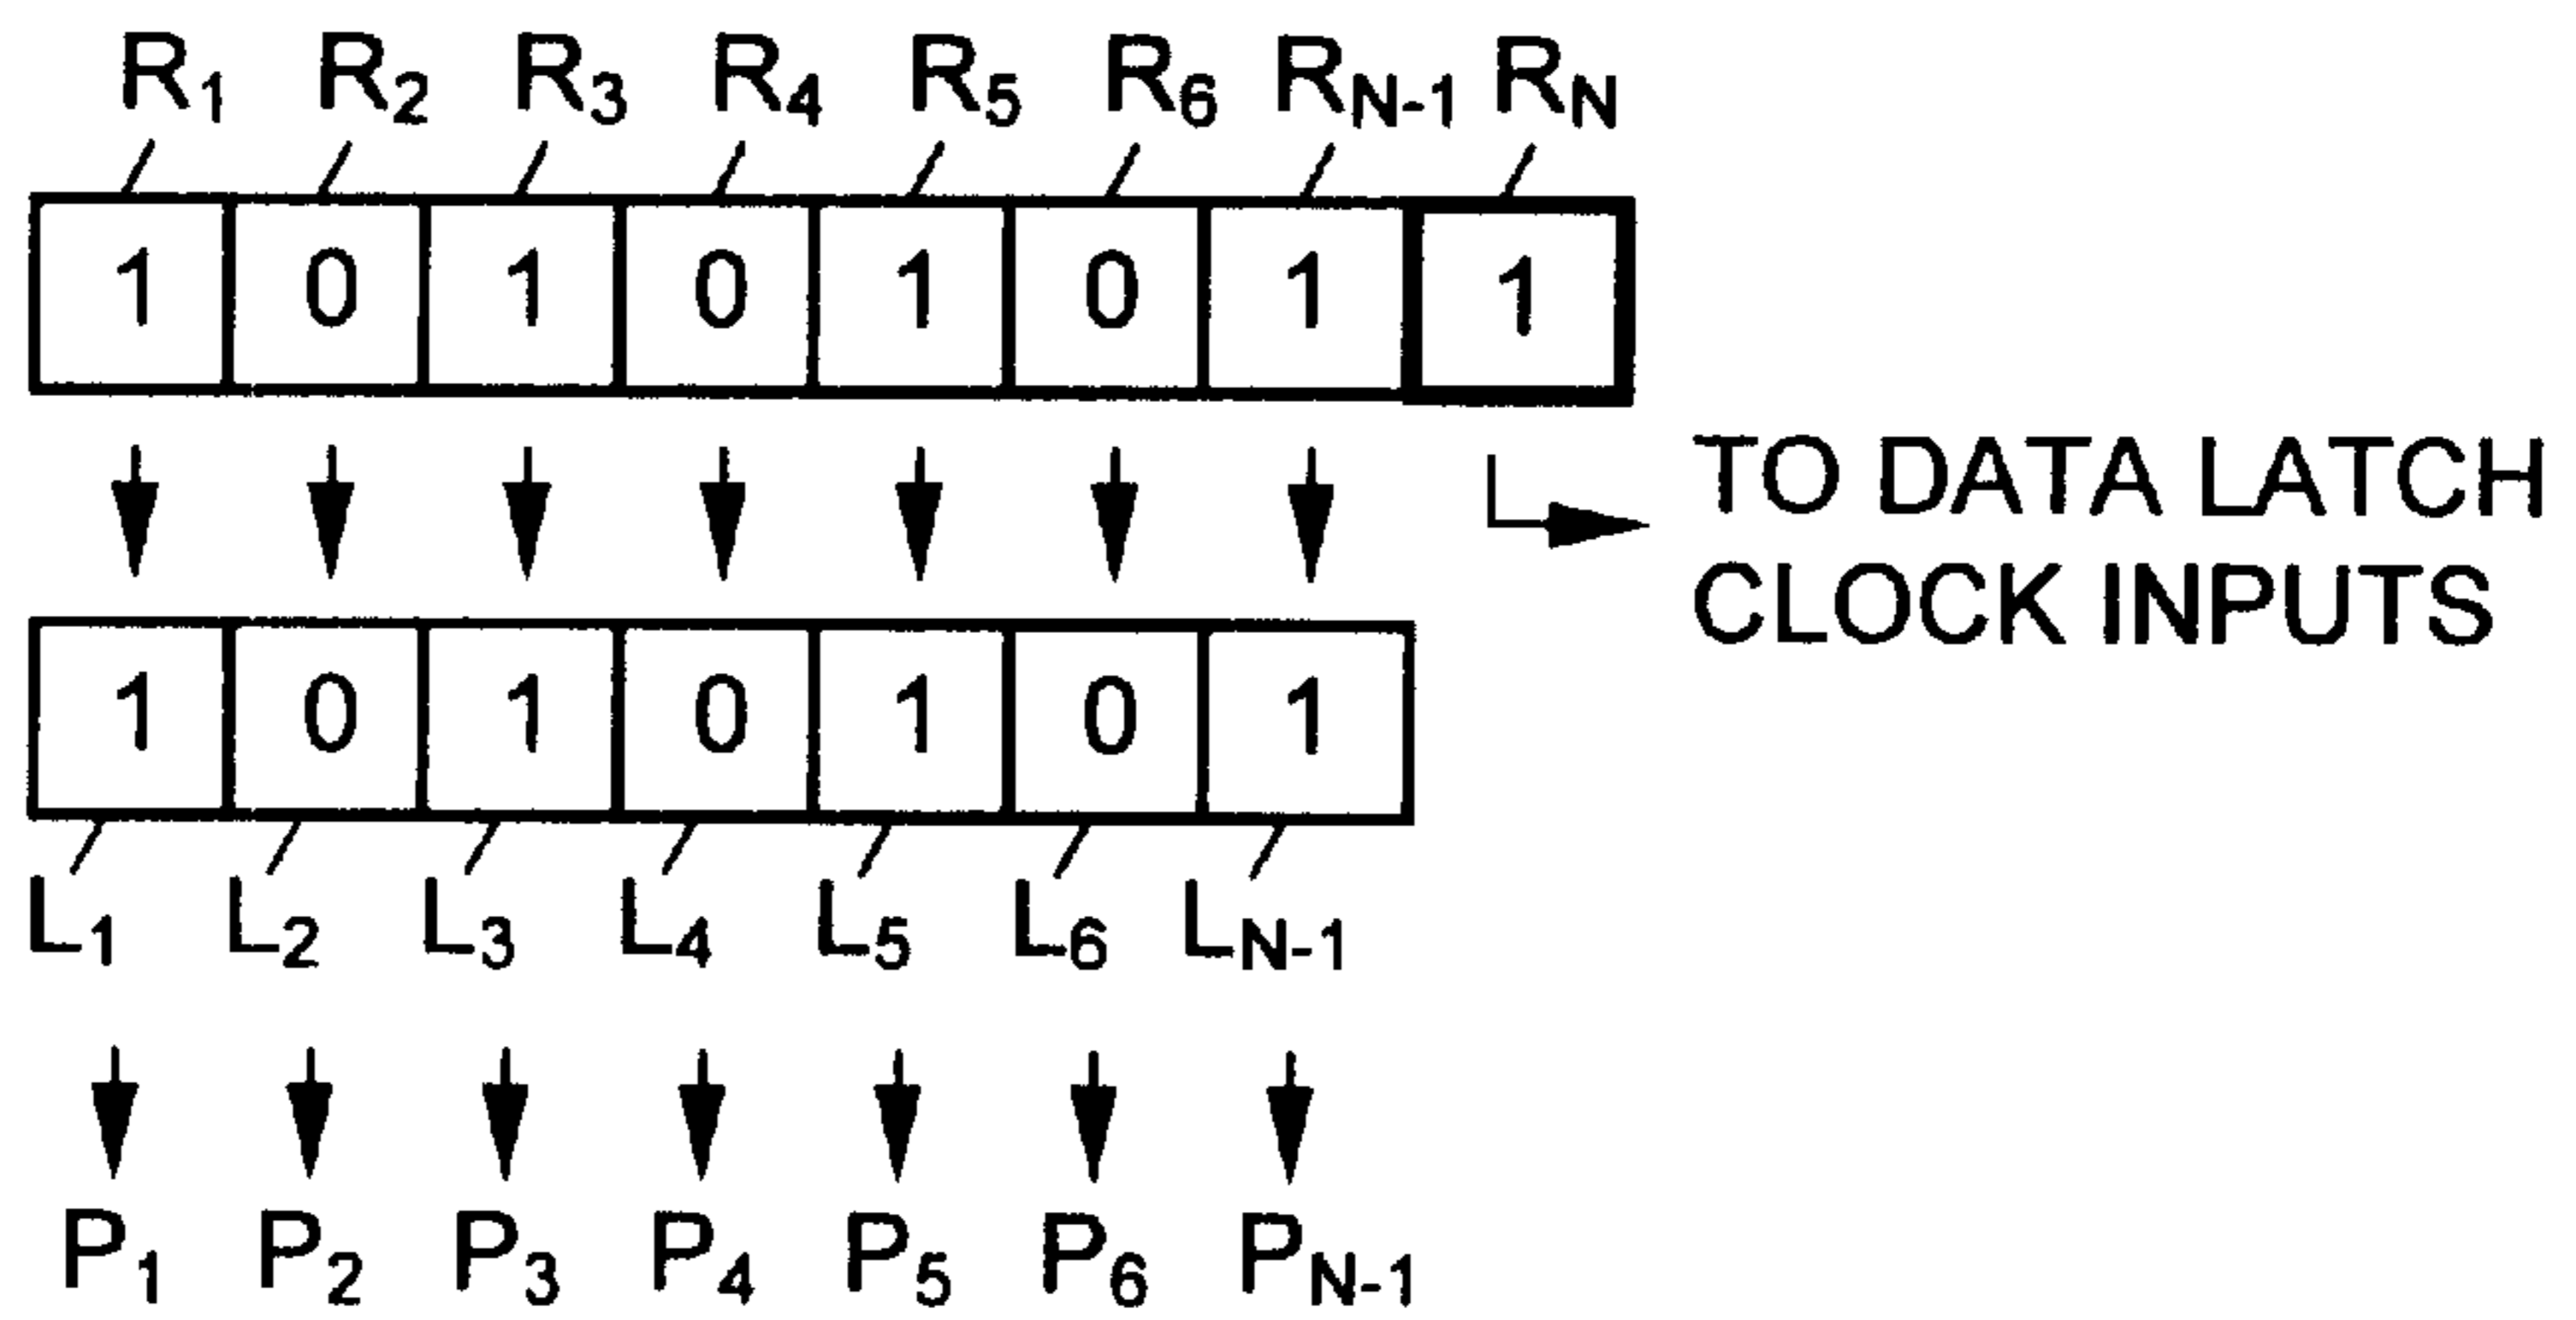 R1 R2 R3 R4 R5 R6 RN-1 RN
1 0 1 0 1 0 1 1
TO DATA LATCH
CLOCK INPUTS
1 0 1 0 1 0 1
L1 L2 L3 L4 L5 L6 LN-1
P1 P2 P3 P4 P5 P6 PN-1